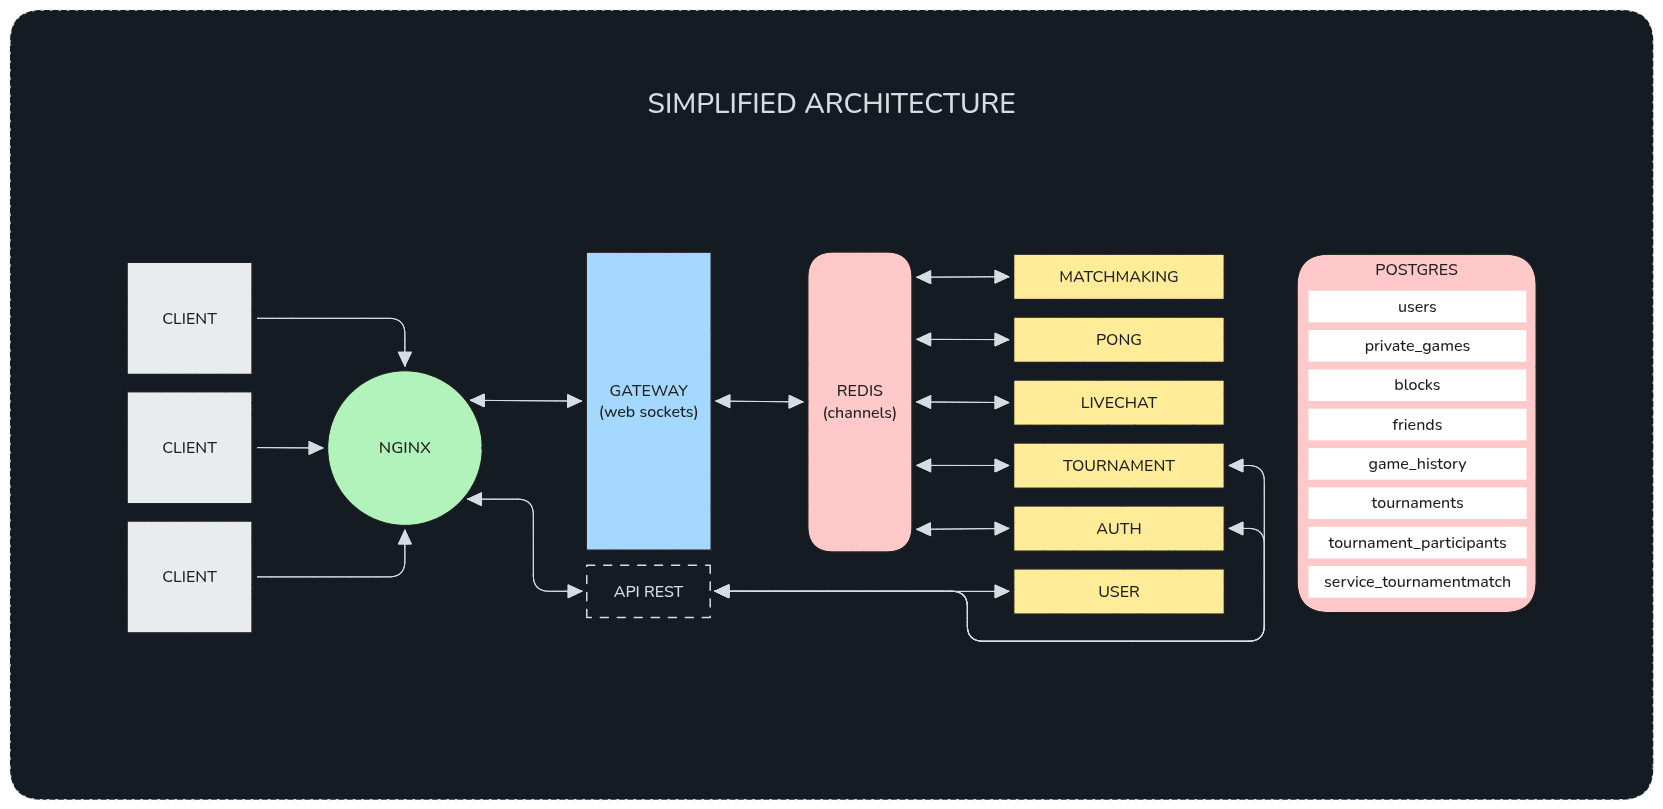 SIMPLIFIED ARCHITECTURE
CLIENT
CLIENT
CLIENT
NGINX
GATEWAY
(web sockets)
API REST
REDIS
(channels)
MATCHMAKING
PONG
LIVECHAT
TOURNAMENT
AUTH
USER
POSTGRES
users
private_games
blocks
friends
game_history
tournaments
tournament_participants
service_tournamentmatch